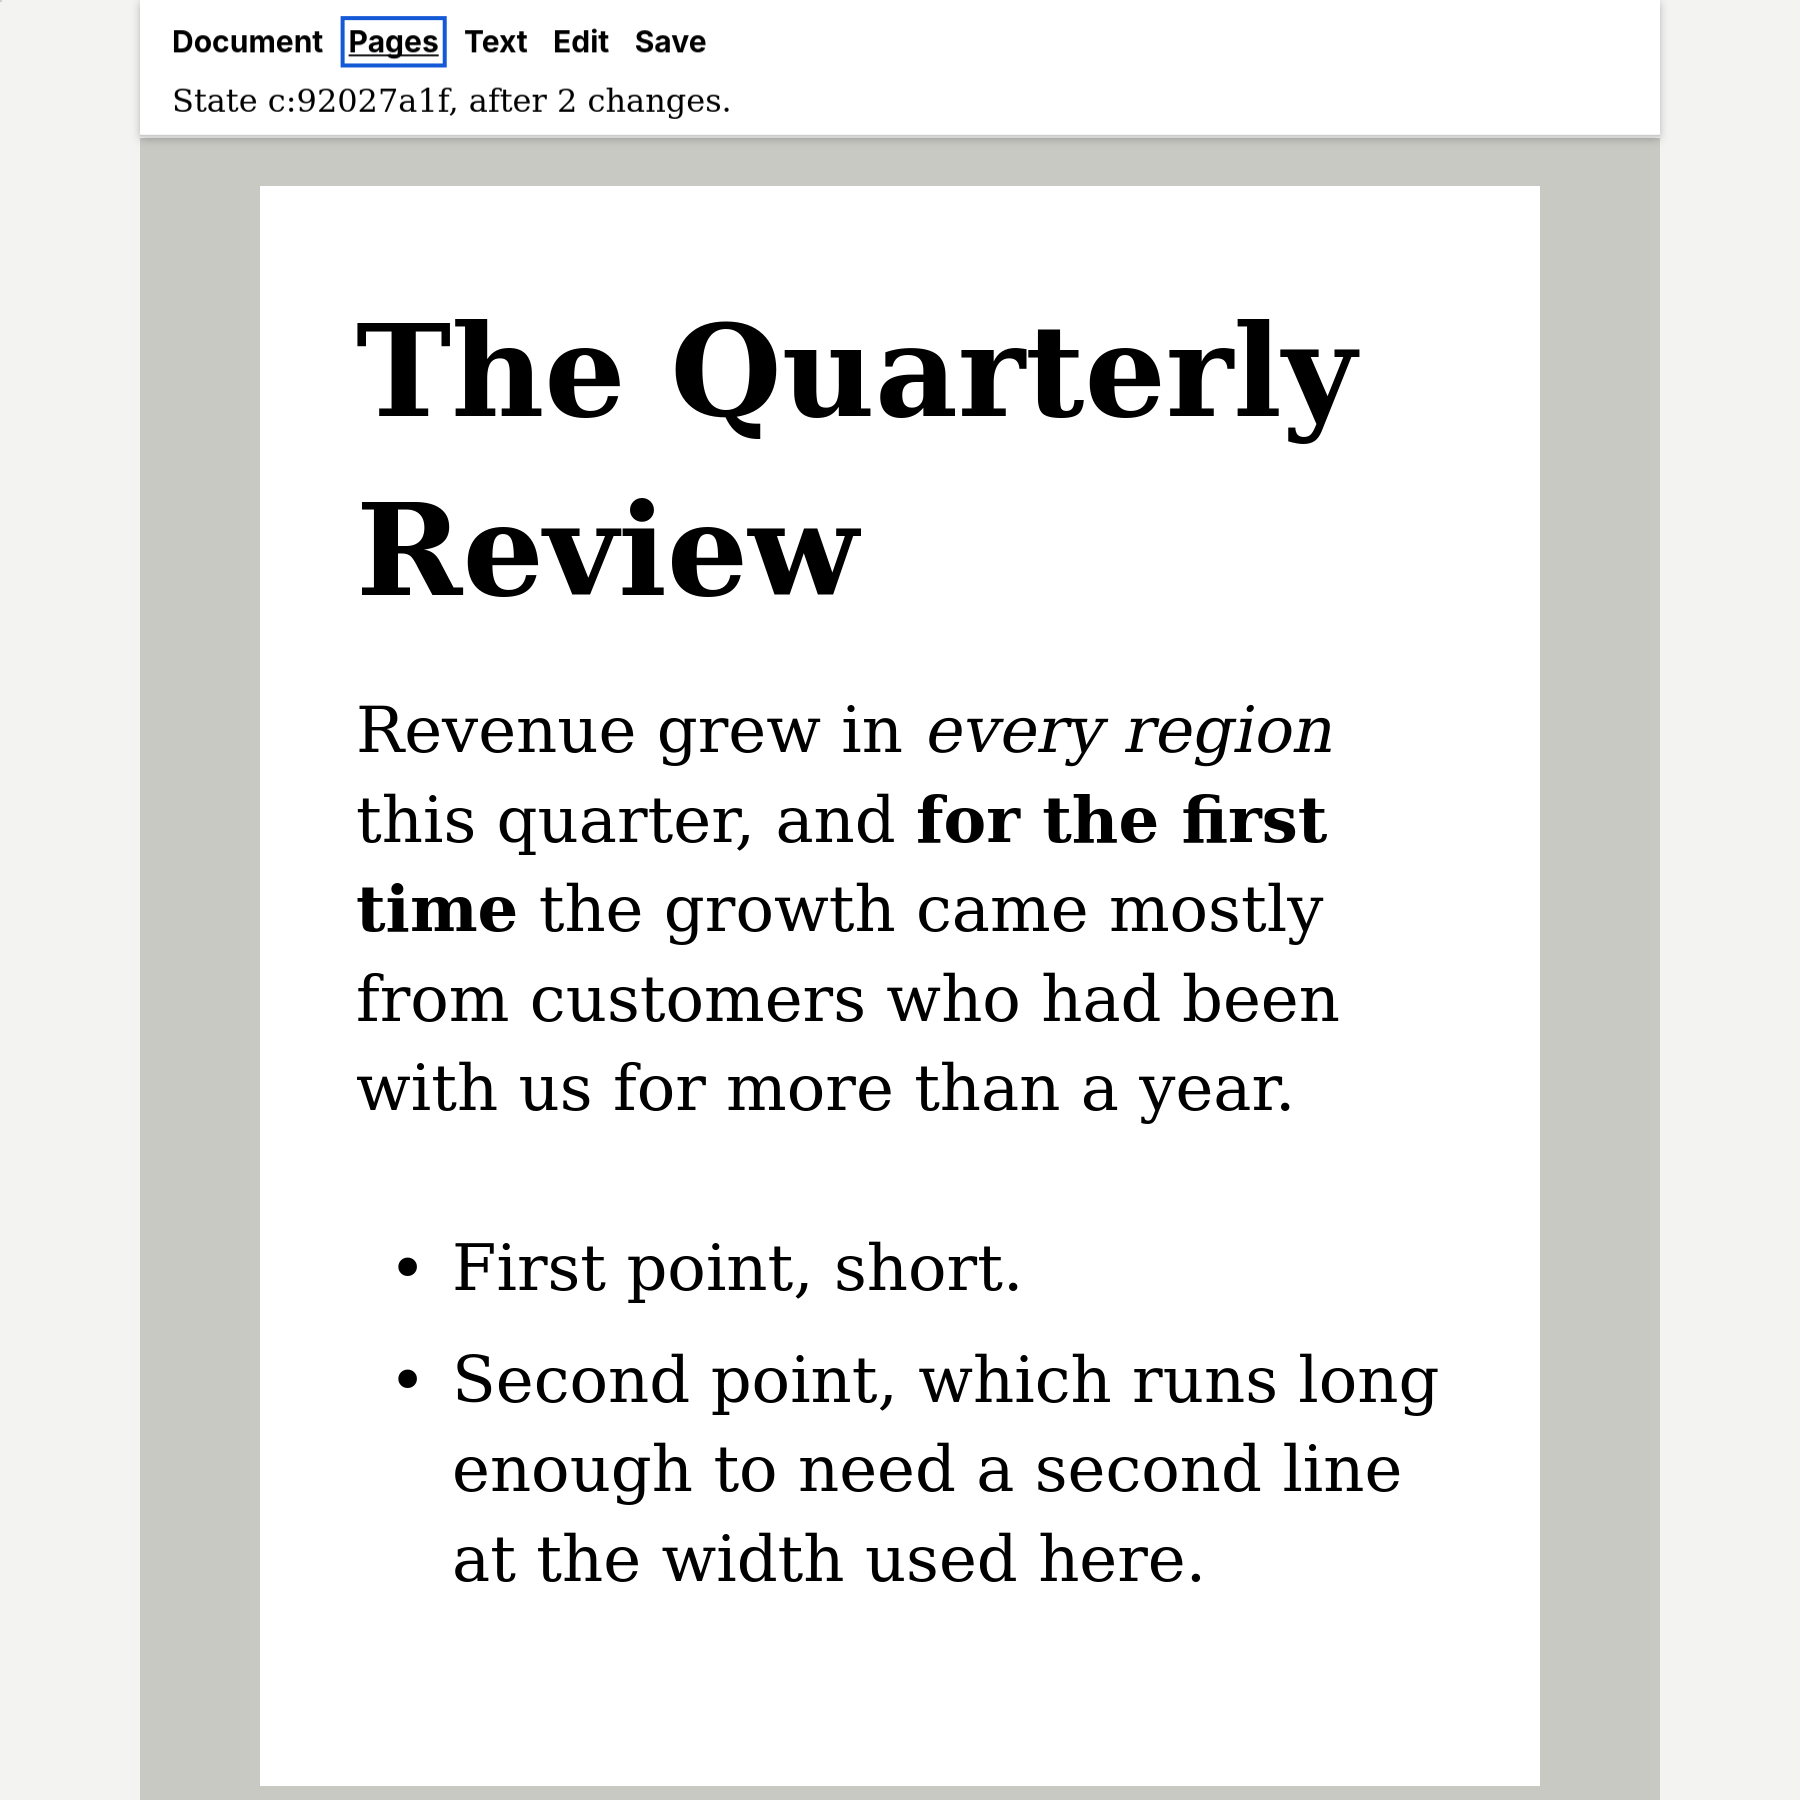 Document Pages Text Edit Save
State c:92027a1f, after 2 changes.
The Quarterly
Review
Revenue grew in every region
this quarter, and for the first
time the growth came mostly
from customers who had been
with us for more than a year.
• First point, short.
• Second point, which runs long
enough to need a second line
at the width used here.